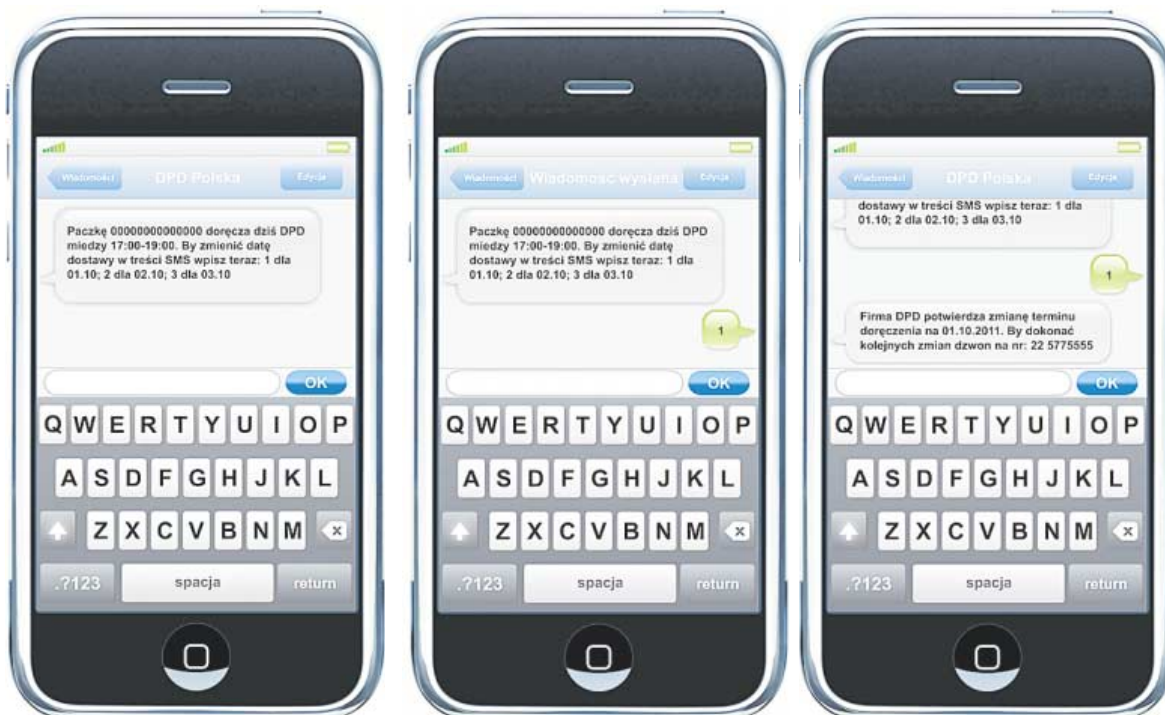 Wiadomości DPD Polska Edycja
Paczkę 00000000000000 doręcza dziś DPD
miedzy 17:00-19:00. By zmienić datę
dostawy w treści SMS wpisz teraz: 1 dla
01.10; 2 dla 02.10; 3 dla 03.10
OK
Q W E R T Y U I O P
A S D F G H J K L
Z X C V B N M x
.?123 spacja return
Wiadomości Wiadomość wysłana Edycja
Paczkę 00000000000000 doręcza dziś DPD
miedzy 17:00-19:00. By zmienić datę
dostawy w treści SMS wpisz teraz: 1 dla
01.10; 2 dla 02.10; 3 dla 03.10
1
OK
Q W E R T Y U I O P
A S D F G H J K L
Z X C V B N M x
.?123 spacja return
Wiadomości DPD Polska Edycja
dostawy w treści SMS wpisz teraz: 1 dla
01.10; 2 dla 02.10; 3 dla 03.10
1
Firma DPD potwierdza zmianę terminu
doręczenia na 01.10.2011. By dokonać
kolejnych zmian dzwon na nr: 22 5775555
OK
Q W E R T Y U I O P
A S D F G H J K L
Z X C V B N M x
.?123 spacja return